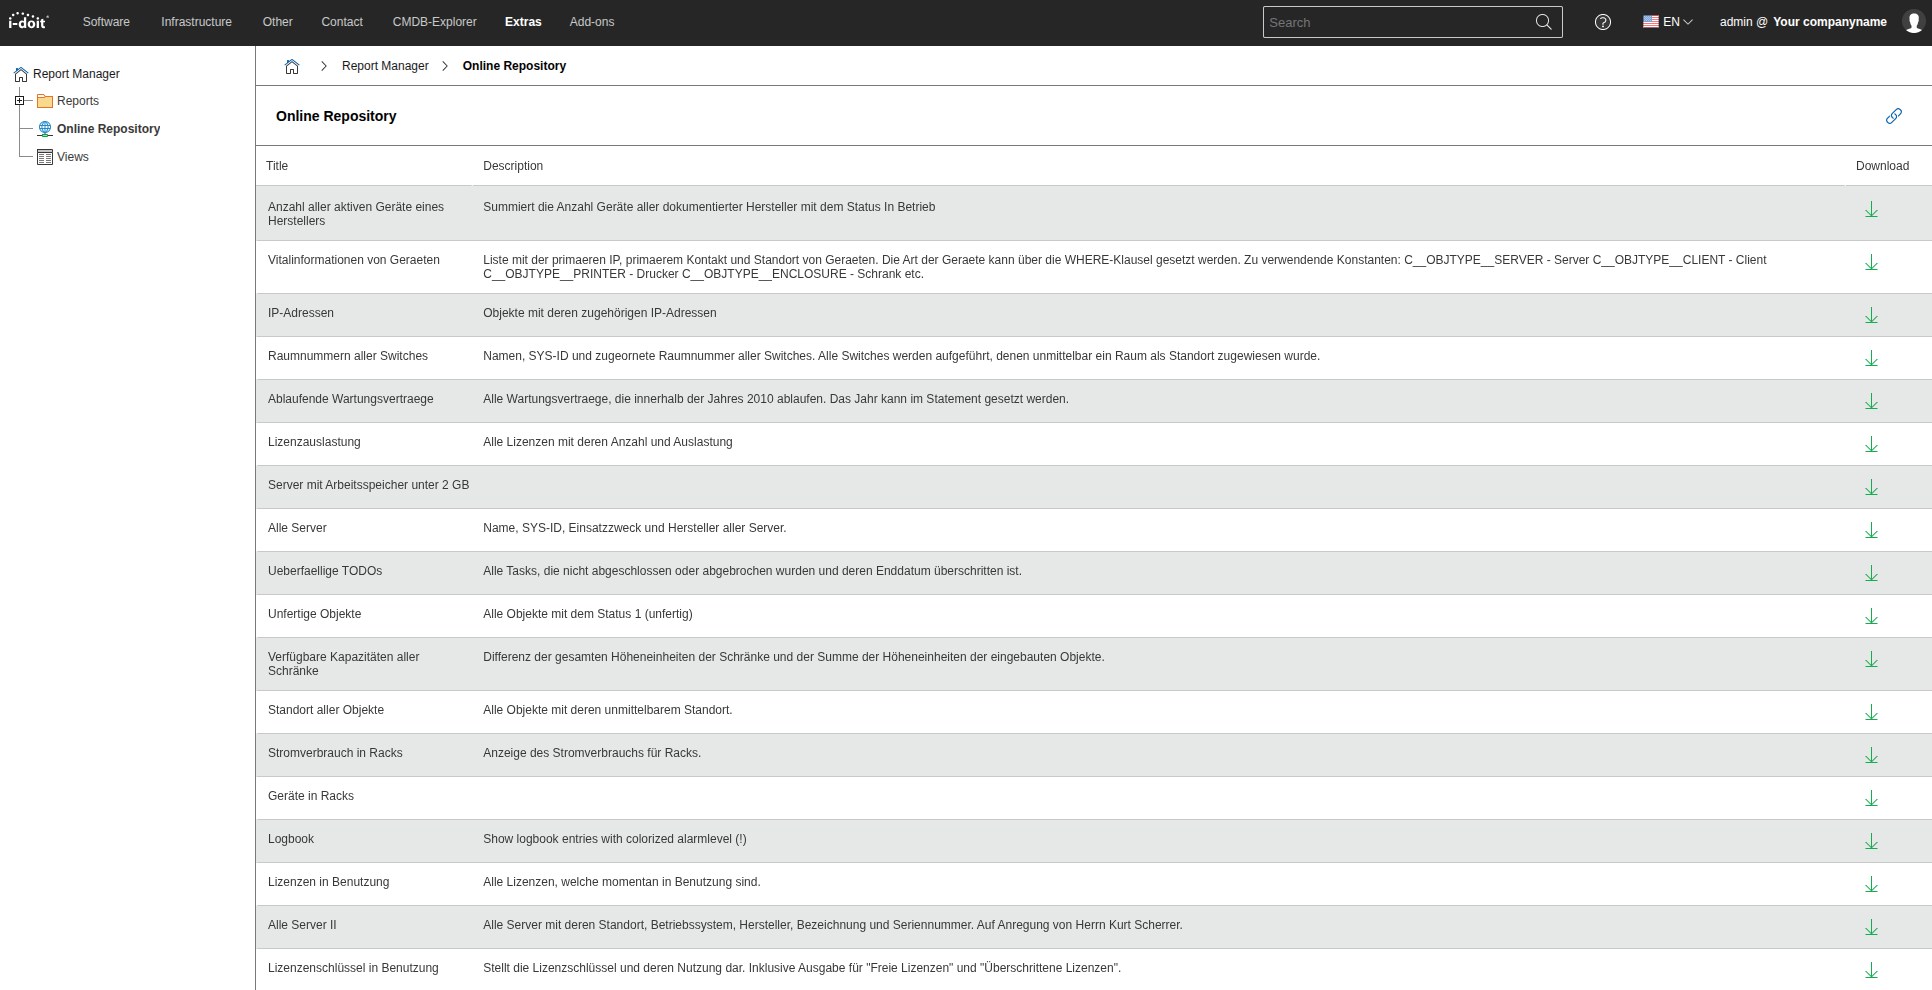 i-doit Software Infrastructure Other Contact CMDB-Explorer Extras Add-ons Search EN admin @ Your companyname
Report Manager
Reports
Online Repository
Views
Report Manager Online Repository
Online Repository
Title Description Download
Anzahl aller aktiven Geräte eines Summiert die Anzahl Geräte aller dokumentierter Hersteller mit dem Status In Betrieb
Herstellers
Vitalinformationen von Geraeten Liste mit der primaeren IP, primaerem Kontakt und Standort von Geraeten. Die Art der Geraete kann über die WHERE-Klausel gesetzt werden. Zu verwendende Konstanten: C__OBJTYPE__SERVER - Server C__OBJTYPE__CLIENT - Client
C__OBJTYPE__PRINTER - Drucker C__OBJTYPE__ENCLOSURE - Schrank etc.
IP-Adressen Objekte mit deren zugehörigen IP-Adressen
Raumnummern aller Switches Namen, SYS-ID und zugeornete Raumnummer aller Switches. Alle Switches werden aufgeführt, denen unmittelbar ein Raum als Standort zugewiesen wurde.
Ablaufende Wartungsvertraege Alle Wartungsvertraege, die innerhalb der Jahres 2010 ablaufen. Das Jahr kann im Statement gesetzt werden.
Lizenzauslastung Alle Lizenzen mit deren Anzahl und Auslastung
Server mit Arbeitsspeicher unter 2 GB
Alle Server Name, SYS-ID, Einsatzzweck und Hersteller aller Server.
Ueberfaellige TODOs Alle Tasks, die nicht abgeschlossen oder abgebrochen wurden und deren Enddatum überschritten ist.
Unfertige Objekte Alle Objekte mit dem Status 1 (unfertig)
Verfügbare Kapazitäten aller Differenz der gesamten Höheneinheiten der Schränke und der Summe der Höheneinheiten der eingebauten Objekte.
Schränke
Standort aller Objekte Alle Objekte mit deren unmittelbarem Standort.
Stromverbrauch in Racks Anzeige des Stromverbrauchs für Racks.
Geräte in Racks
Logbook Show logbook entries with colorized alarmlevel (!)
Lizenzen in Benutzung Alle Lizenzen, welche momentan in Benutzung sind.
Alle Server II Alle Server mit deren Standort, Betriebssystem, Hersteller, Bezeichnung und Seriennummer. Auf Anregung von Herrn Kurt Scherrer.
Lizenzenschlüssel in Benutzung Stellt die Lizenzschlüssel und deren Nutzung dar. Inklusive Ausgabe für "Freie Lizenzen" und "Überschrittene Lizenzen".